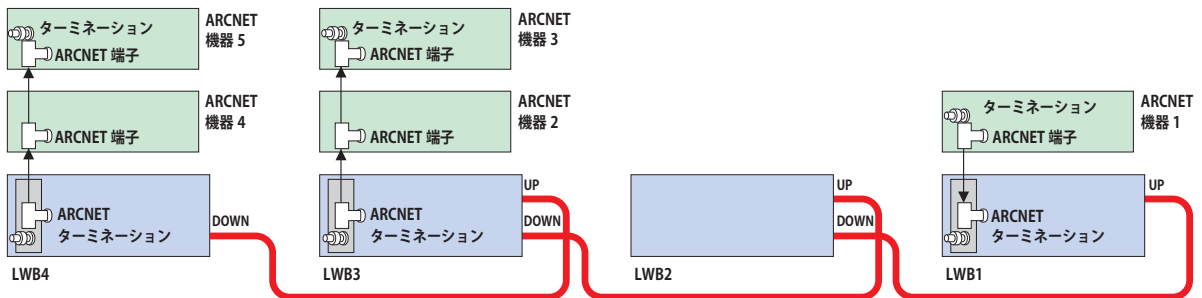 ターミネーション
ARCNET 端子
ARCNET
機器 5
ターミネーション
ARCNET 端子
ARCNET
機器 3
ARCNET 端子
ARCNET
機器 4
ARCNET 端子
ARCNET
機器 2
ターミネーション
ARCNET 端子
ARCNET
機器 1
ARCNET
ターミネーション
DOWN
LWB4
ARCNET
ターミネーション
UP
DOWN
LWB3
UP
DOWN
LWB2
ARCNET
ターミネーション
UP
LWB1